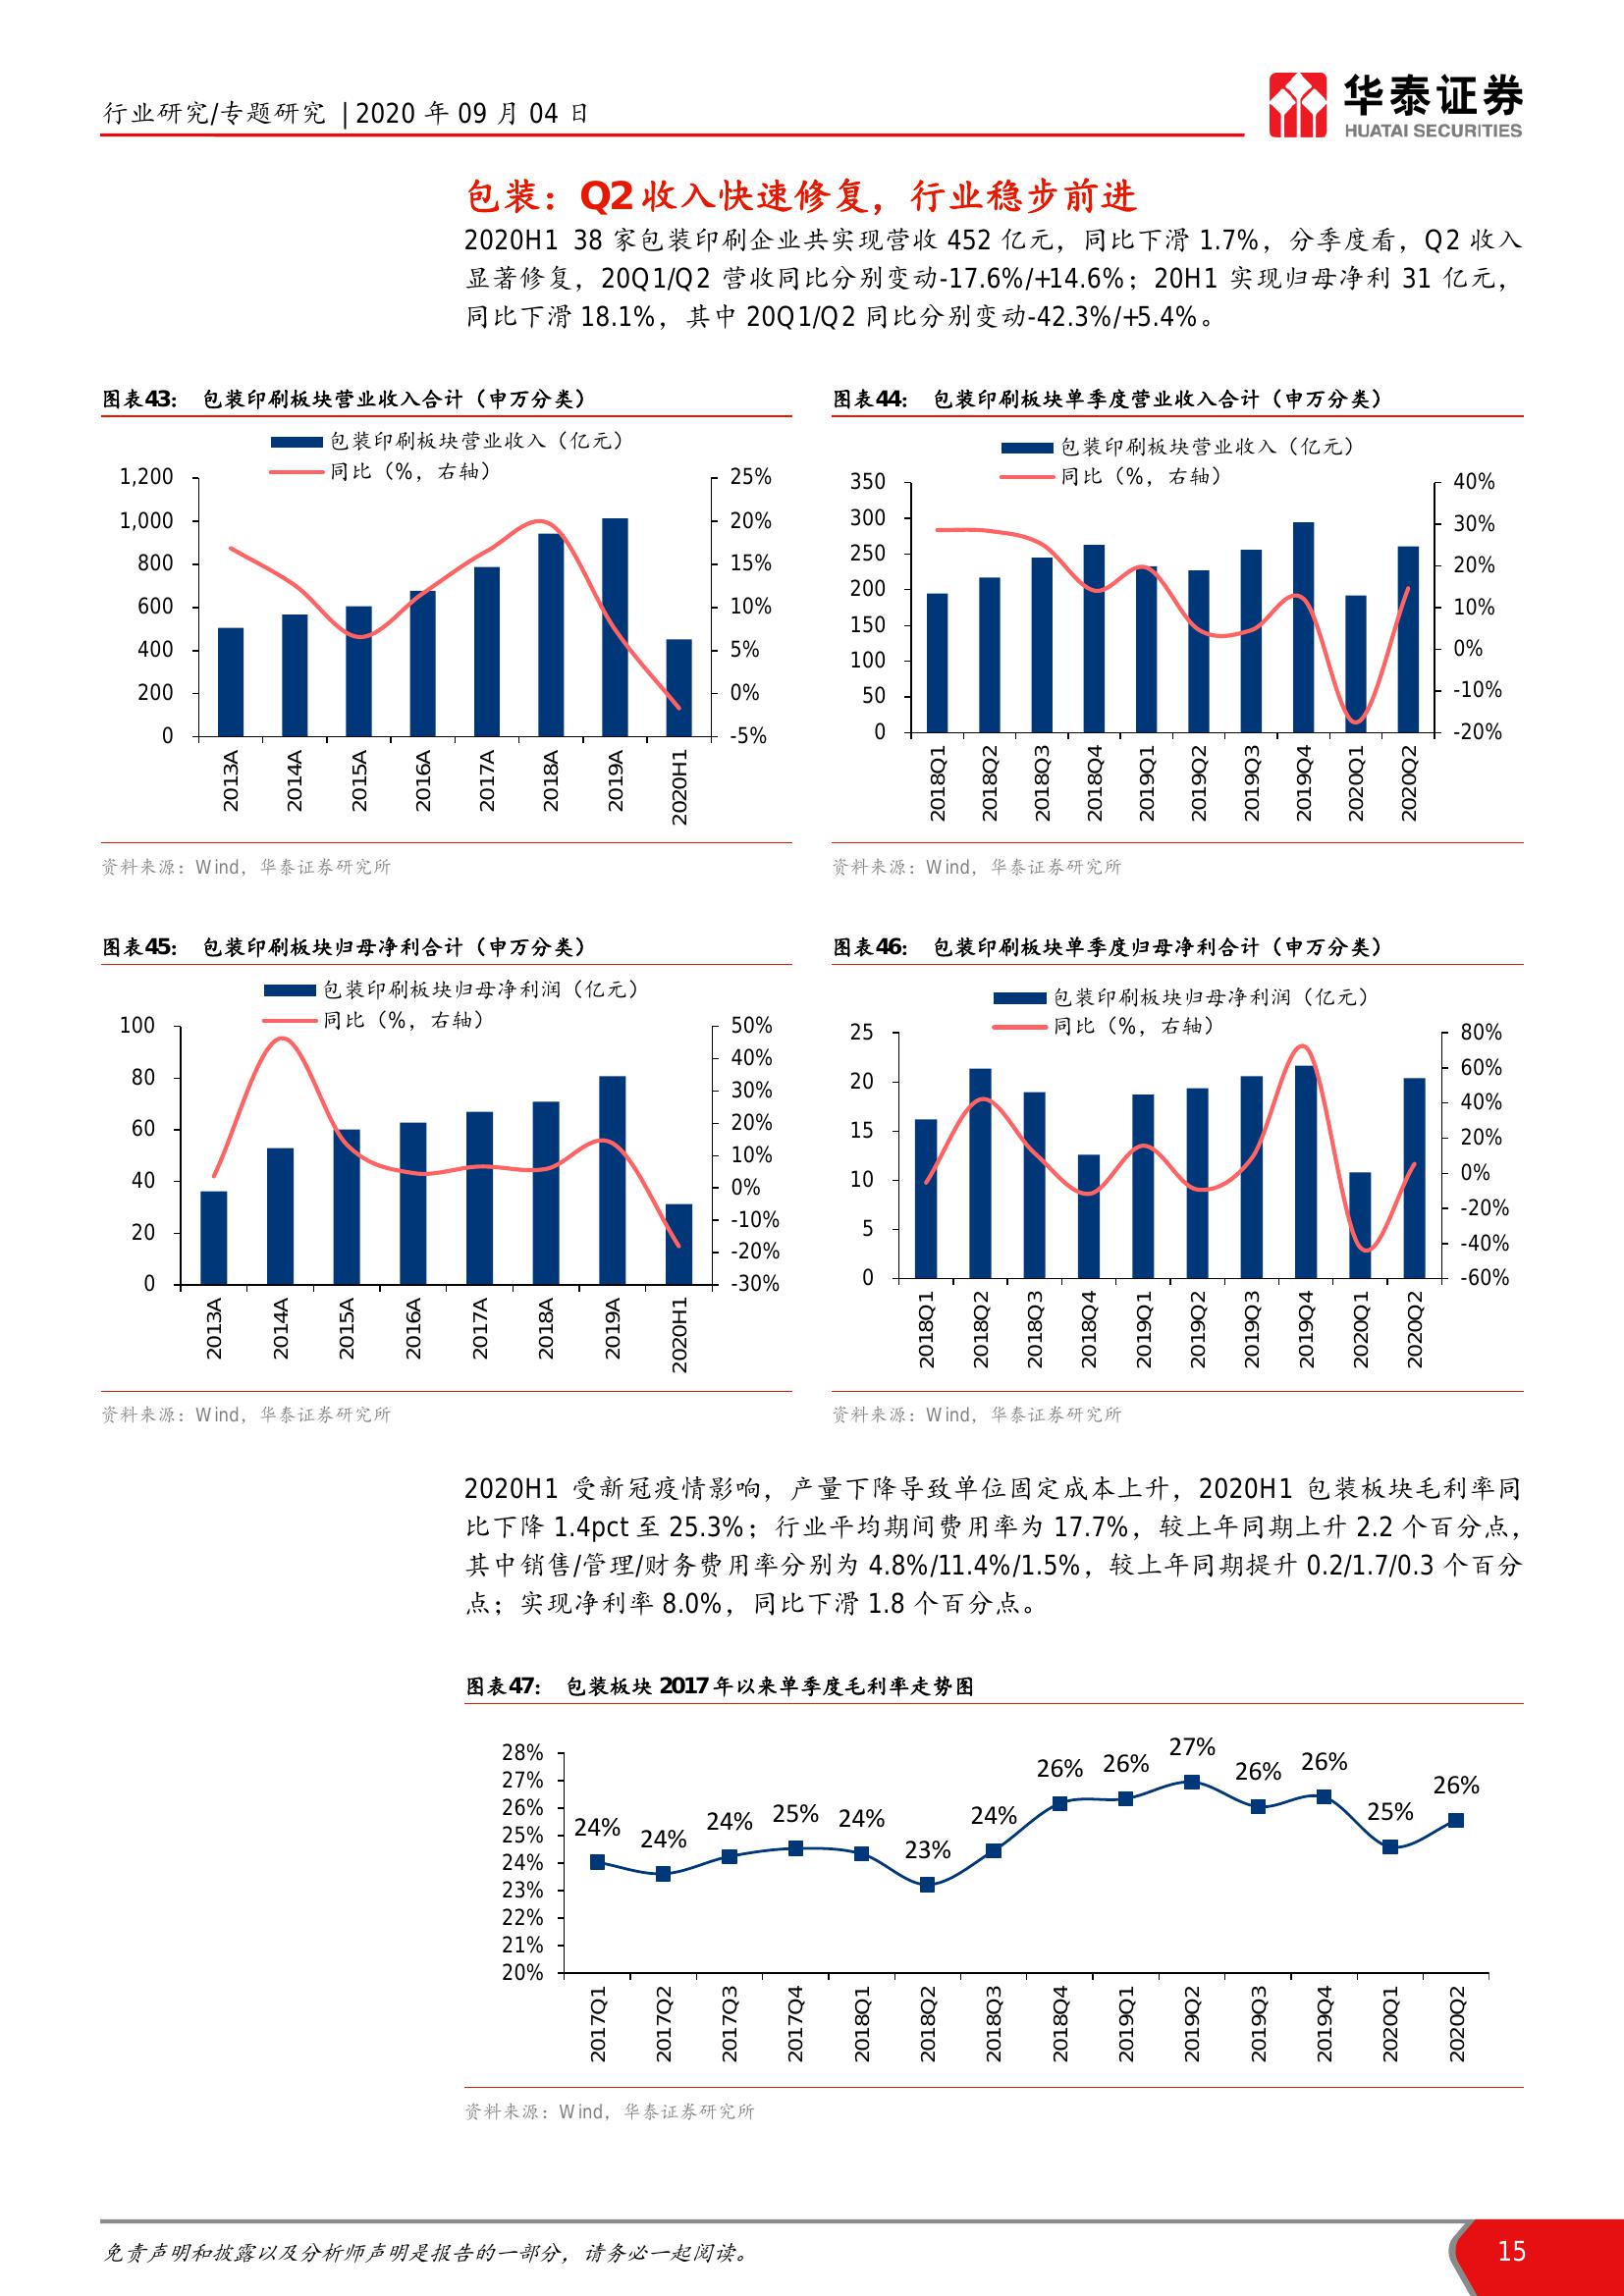 行业研究/专题研究 | 2020 年 09 月 04 日
华泰证券
HUATAI SECURITIES
包装：Q2 收入快速修复，行业稳步前进
2020H1 38 家包装印刷企业共实现营收 452 亿元，同比下滑 1.7%，分季度看，Q2 收入
显著修复，20Q1/Q2 营收同比分别变动-17.6%/+14.6%；20H1 实现归母净利 31 亿元，
同比下滑 18.1%，其中 20Q1/Q2 同比分别变动-42.3%/+5.4%。
图表43： 包装印刷板块营业收入合计（申万分类）
包装印刷板块营业收入（亿元）
同比（%，右轴）
1,200
1,000
800
600
400
200
0
25%
20%
15%
10%
5%
0%
-5%
2013A
2014A
2015A
2016A
2017A
2018A
2019A
2020H1
资料来源：Wind，华泰证券研究所
图表44： 包装印刷板块单季度营业收入合计（申万分类）
包装印刷板块营业收入（亿元）
同比（%，右轴）
350
300
250
200
150
100
50
0
40%
30%
20%
10%
0%
-10%
-20%
2018Q1
2018Q2
2018Q3
2018Q4
2019Q1
2019Q2
2019Q3
2019Q4
2020Q1
2020Q2
资料来源：Wind，华泰证券研究所
图表45： 包装印刷板块归母净利合计（申万分类）
包装印刷板块归母净利润（亿元）
同比（%，右轴）
100
80
60
40
20
0
50%
40%
30%
20%
10%
0%
-10%
-20%
-30%
2013A
2014A
2015A
2016A
2017A
2018A
2019A
2020H1
资料来源：Wind，华泰证券研究所
图表46： 包装印刷板块单季度归母净利合计（申万分类）
包装印刷板块归母净利润（亿元）
同比（%，右轴）
25
20
15
10
5
0
80%
60%
40%
20%
0%
-20%
-40%
-60%
2018Q1
2018Q2
2018Q3
2018Q4
2019Q1
2019Q2
2019Q3
2019Q4
2020Q1
2020Q2
资料来源：Wind，华泰证券研究所
2020H1 受新冠疫情影响，产量下降导致单位固定成本上升，2020H1 包装板块毛利率同
比下降 1.4pct 至 25.3%；行业平均期间费用率为 17.7%，较上年同期上升 2.2 个百分点，
其中销售/管理/财务费用率分别为 4.8%/11.4%/1.5%，较上年同期提升 0.2/1.7/0.3 个百分
点；实现净利率 8.0%，同比下滑 1.8 个百分点。
图表47： 包装板块 2017 年以来单季度毛利率走势图
28%
27%
26%
25%
24%
23%
22%
21%
20%
24%
24%
24%
25%
24%
23%
24%
26%
26%
27%
26%
26%
25%
26%
2017Q1
2017Q2
2017Q3
2017Q4
2018Q1
2018Q2
2018Q3
2018Q4
2019Q1
2019Q2
2019Q3
2019Q4
2020Q1
2020Q2
资料来源：Wind，华泰证券研究所
免责声明和披露以及分析师声明是报告的一部分，请务必一起阅读。
15